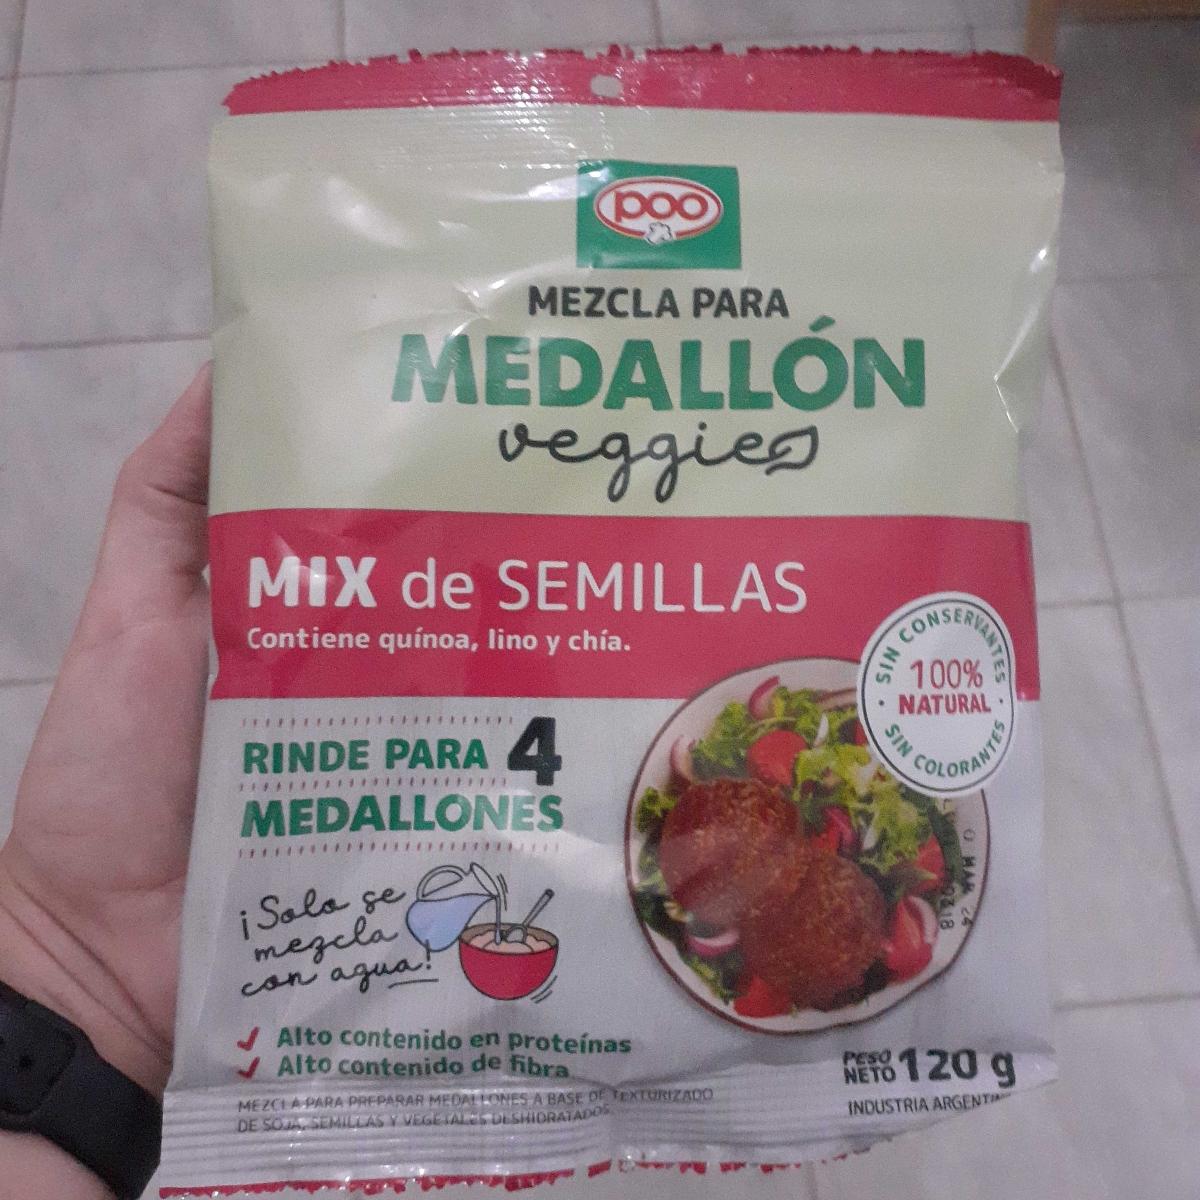 poo
MEZCLA PARA
MEDALLÓN
veggie
MIX de SEMILLAS
Contiene quínoa, lino y chía.
SIN CONSERVANTES
100%
NATURAL
SIN COLORANTES
RINDE PARA 4
MEDALLONES
¡Solo se
mezcla
con agua!
Alto contenido en proteínas
Alto contenido de fibra
MEZCLA PARA PREPARAR MEDALLONES A BASE DE TEXTURIZADO
DE SOJA, SEMILLAS Y VEGETALES DESHIDRATADOS.
PESO
NETO 120 g
INDUSTRIA
MAR 24